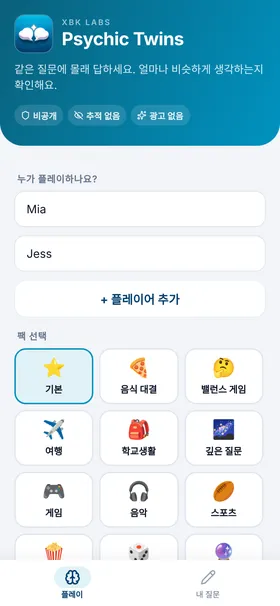 XBK LABS
Psychic Twins
같은 질문에 몰래 답하세요. 얼마나 비슷하게 생각하는지
확인해요.
비공개
추적 없음
광고 없음
누가 플레이하나요?
Mia
Jess
+ 플레이어 추가
팩 선택
기본
음식 대결
밸런스 게임
여행
학교생활
깊은 질문
게임
음악
스포츠
플레이
내 질문